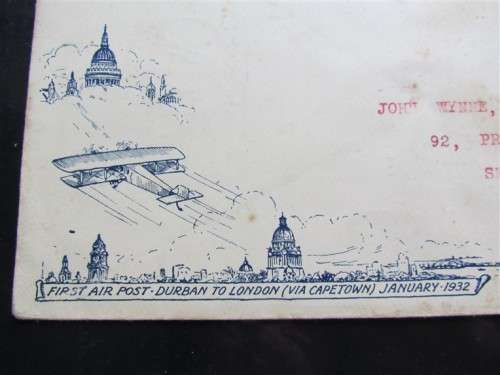 JOHN WYNNE,
92, PR
S
FIRST AIR POST · DURBAN TO LONDON (VIA CAPETOWN) JANUARY · 1932